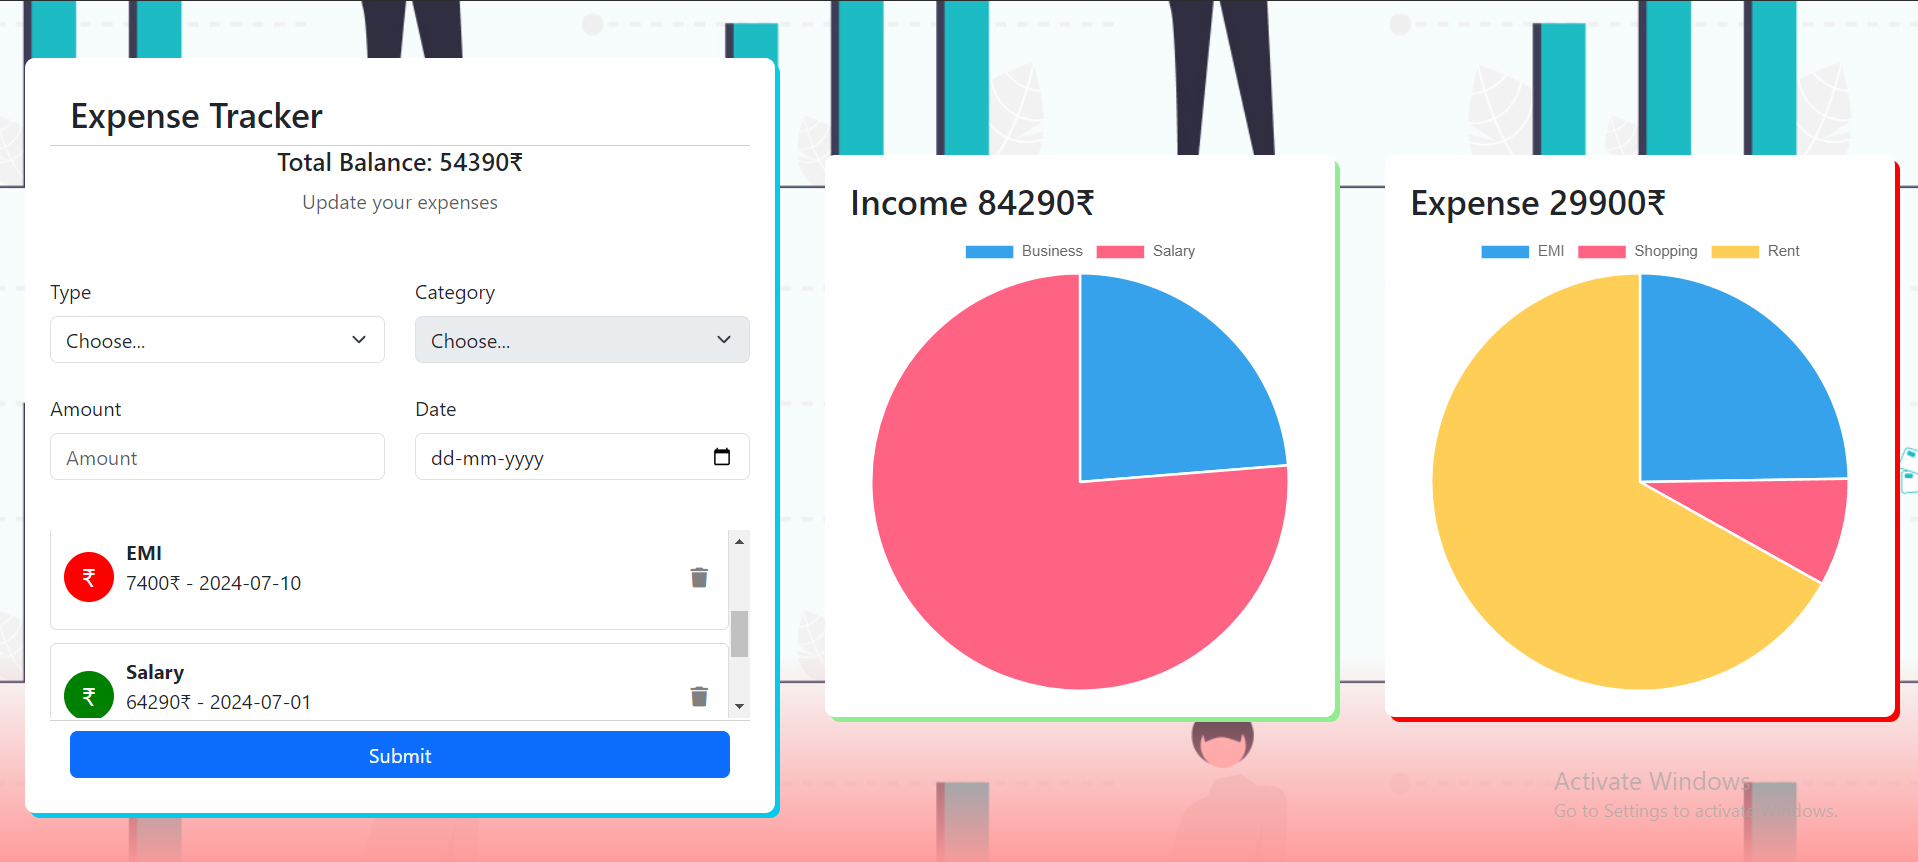 Expense Tracker
Total Balance: 54390₹
Update your expenses
Type
Category
Choose...
Choose...
Amount
Date
Amount
dd-mm-yyyy
₹
EMI
7400₹ - 2024-07-10
₹
Salary
64290₹ - 2024-07-01
Submit
Income 84290₹
Business
Salary
Expense 29900₹
EMI
Shopping
Rent
Activate Windows
Go to Settings to activate Windows.